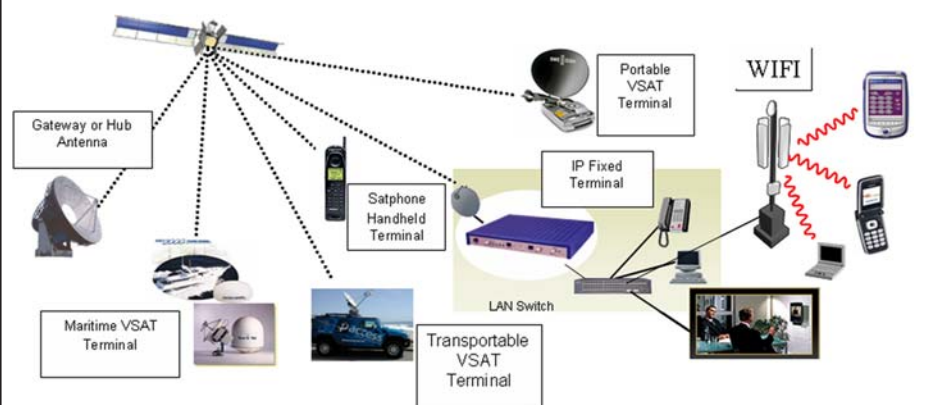 Portable
VSAT
Terminal
WIFI
Gateway or Hub
Antenna
IP Fixed
Terminal
Satphone
Handheld
Terminal
LAN Switch
Maritime VSAT
Terminal
Transportable
VSAT
Terminal